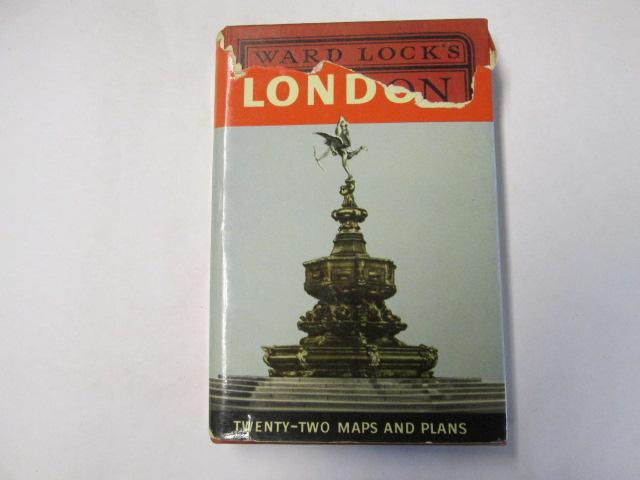 WARD LOCK'S
LONDON
TWENTY-TWO MAPS AND PLANS